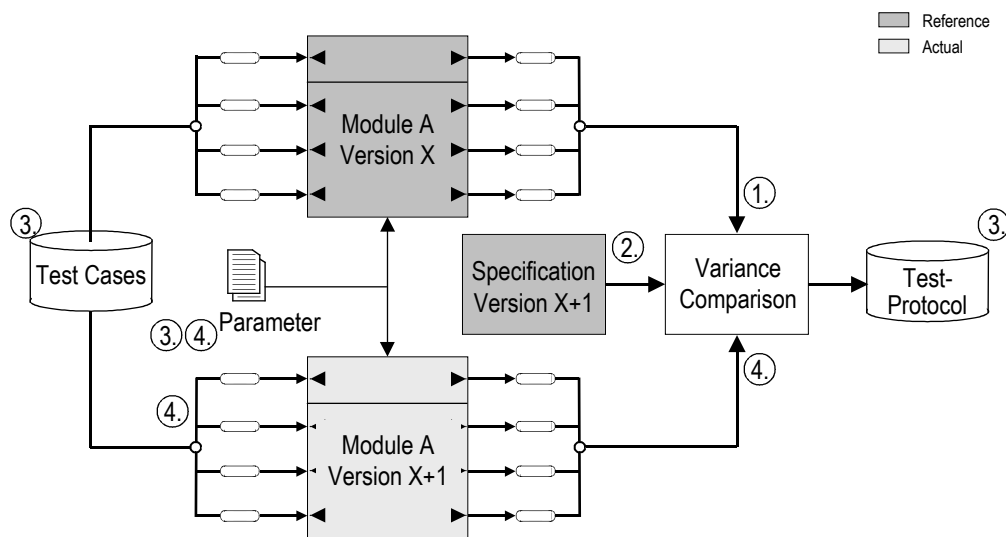 Reference
Actual
Module A
Version X
3.
Test Cases
Parameter
3. 4.
1.
2.
Specification
Version X+1
Variance
Comparison
3.
Test-
Protocol
4.
4.
Module A
Version X+1